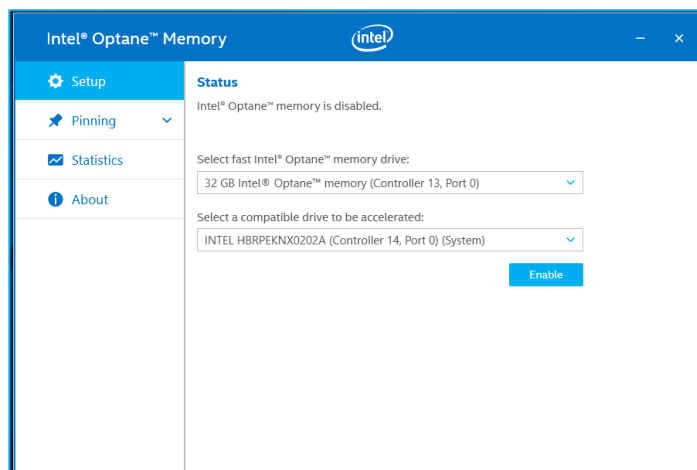 Intel® Optane™ Memory
intel
Setup
Pinning
Statistics
About
Status
Intel® Optane™ memory is disabled.
Select fast Intel® Optane™ memory drive:
32 GB Intel® Optane™ memory (Controller 13, Port 0)
Select a compatible drive to be accelerated:
INTEL HBRPEKNX0202A (Controller 14, Port 0) (System)
Enable